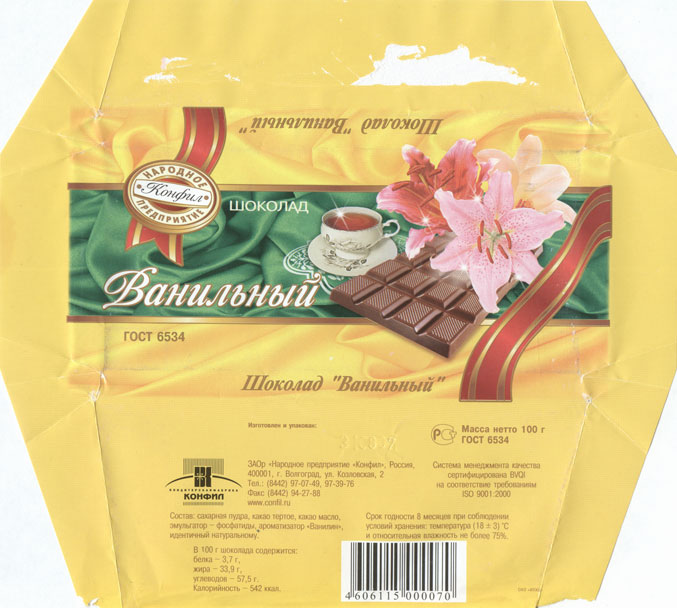 Шоколад "Ванильный"
НАРОДНОЕ
"Конфил"
ПРЕДПРИЯТИЕ
ШОКОЛАД
Ванильный
ГОСТ 6534
Шоколад "Ванильный"
Изготовлен и упакован:
КОНДИТЕРСКАЯ ФАБРИКА
КОНФИЛ
ЗАОр «Народное предприятие «Конфил», Россия,
400001, г. Волгоград, ул. Козловская, 2
Тел.: (8442) 97-07-49, 97-39-76
Факс (8442) 94-27-88
www.confil.ru
РСТ
Масса нетто 100 г
ГОСТ 6534
Система менеджмента качества
сертифицирована BVQI
на соответствие требованиям
ISO 9001:2000
Состав: сахарная пудра, какао тертое, какао масло,
эмульгатор – фосфатиды, ароматизатор «Ванилин»,
идентичный натуральному.
В 100 г шоколада содержится:
белка – 3,7 г,
жира – 33,9 г,
углеводов – 57,5 г.
Калорийность – 542 ккал.
Срок годности 8 месяцев при соблюдении
условий хранения: температура (18 ± 3) °С
и относительная влажность не более 75%.
4 606115 000070